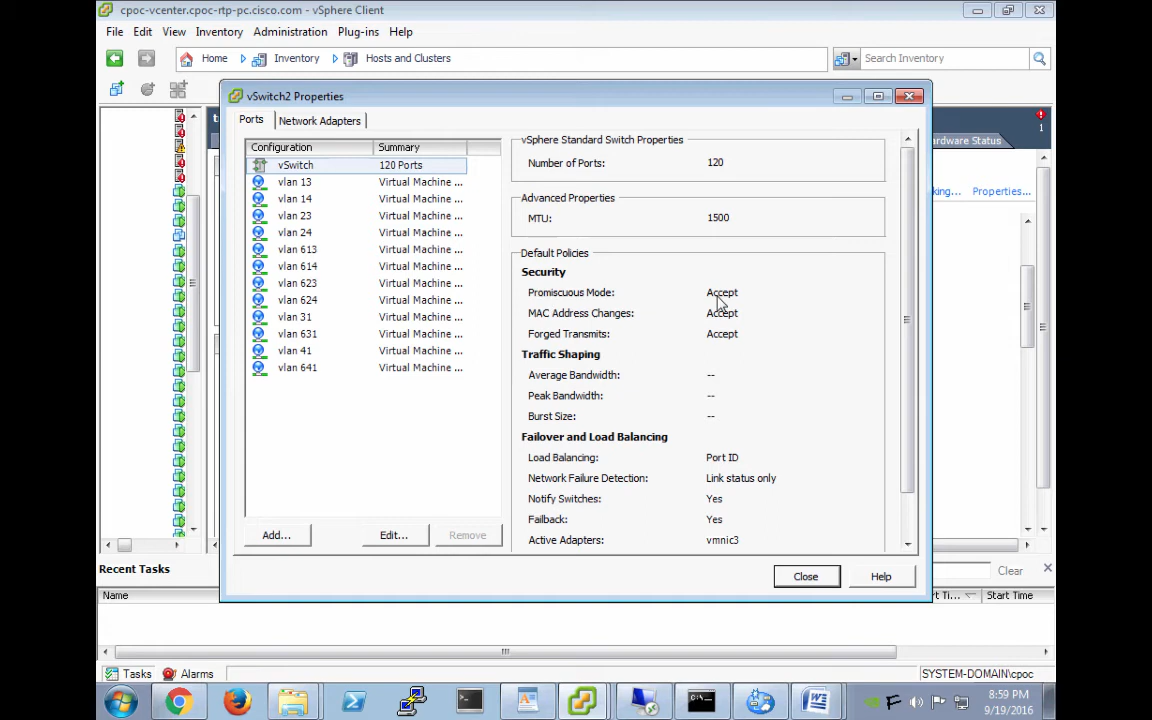 cpoc-vcenter.cpoc-rtp-pc.cisco.com - vSphere Client
File Edit View Inventory Administration Plug-ins Help
Home Inventory Hosts and Clusters
Search Inventory
vSwitch2 Properties
Ports Network Adapters
Configuration Summary
vSwitch 120 Ports
vlan 13 Virtual Machine ...
vlan 14 Virtual Machine ...
vlan 23 Virtual Machine ...
vlan 24 Virtual Machine ...
vlan 613 Virtual Machine ...
vlan 614 Virtual Machine ...
vlan 623 Virtual Machine ...
vlan 624 Virtual Machine ...
vlan 31 Virtual Machine ...
vlan 631 Virtual Machine ...
vlan 41 Virtual Machine ...
vlan 641 Virtual Machine ...
Add... Edit... Remove
vSphere Standard Switch Properties
Number of Ports: 120
Advanced Properties
MTU: 1500
Default Policies
Security
Promiscuous Mode: Accept
MAC Address Changes: Accept
Forged Transmits: Accept
Traffic Shaping
Average Bandwidth: --
Peak Bandwidth: --
Burst Size: --
Failover and Load Balancing
Load Balancing: Port ID
Network Failure Detection: Link status only
Notify Switches: Yes
Failback: Yes
Active Adapters: vmnic3
Close Help
1
ardware Status
king... Properties...
Recent Tasks
Clear
Name
rt Ti... Start Time
Tasks Alarms
SYSTEM-DOMAIN\cpoc
8:59 PM
9/19/2016